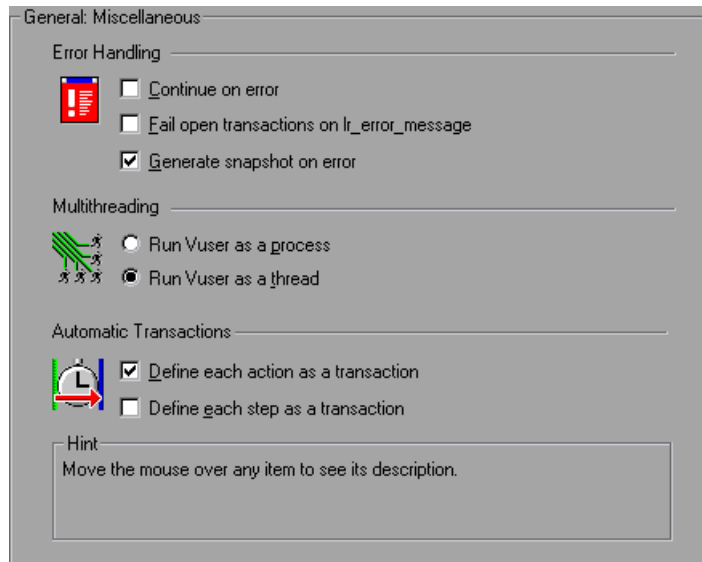 General: Miscellaneous
Error Handling
Continue on error
Fail open transactions on lr_error_message
Generate snapshot on error
Multithreading
Run Vuser as a process
Run Vuser as a thread
Automatic Transactions
Define each action as a transaction
Define each step as a transaction
Hint
Move the mouse over any item to see its description.